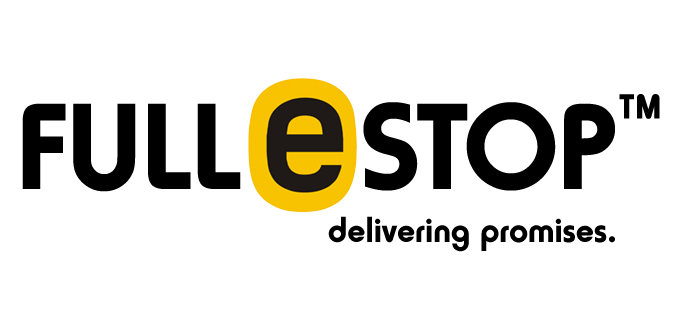 FULLeSTOP™
delivering promises.